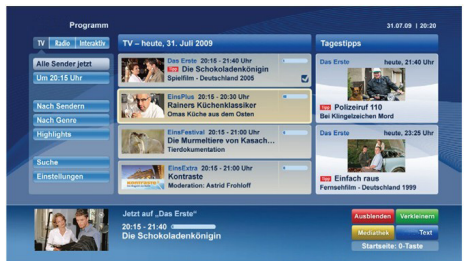 Programm
31.07.09 | 20:20
TV Radio Interaktiv
TV – heute, 31. Juli 2009
Tagestipps
Alle Sender jetzt
Um 20:15 Uhr
Nach Sendern
Nach Genre
Highlights
Suche
Einstellungen
Das Erste 20:15 - 21:40 Uhr
Tipp Die Schokoladenkönigin
Spielfilm - Deutschland 2005
EinsPlus 20:15 - 20:30 Uhr
Rainers Küchenklassiker
Omas Küche aus dem Osten
EinsFestival 20:15 - 21:00 Uhr
Die Murmeltiere von Kasach...
Tierdokumentation
EinsExtra 20:15 - 21:00 Uhr
Kontraste
Moderation: Astrid Frohloff
Das Erste heute, 21:40 Uhr
Tipp Polizeiruf 110
Bei Klingelzeichen Mord
Das Erste heute, 23:25 Uhr
Tipp Einfach raus
Fernsehfilm - Deutschland 1999
Jetzt auf „Das Erste“
20:15 - 21:40
Die Schokoladenkönigin
Ausblenden Verkleinern
Mediathek Text
Startseite: 0-Taste